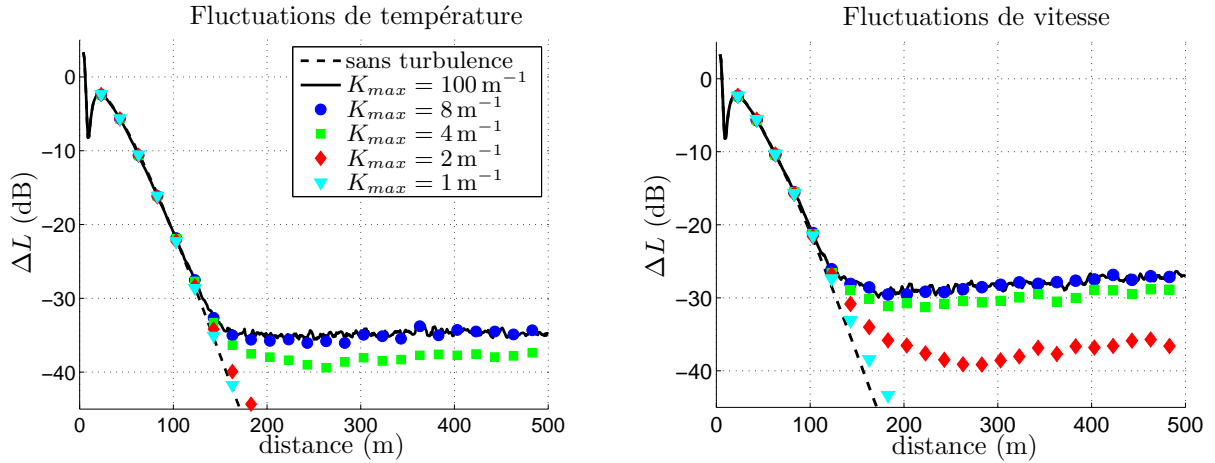 Fluctuations de température
0
−10
−20
−30
−40
ΔL (dB)
0 100 200 300 400 500
distance (m)
sans turbulence
K_max = 100 m⁻¹
K_max = 8 m⁻¹
K_max = 4 m⁻¹
K_max = 2 m⁻¹
K_max = 1 m⁻¹
Fluctuations de vitesse
0
−10
−20
−30
−40
ΔL (dB)
0 100 200 300 400 500
distance (m)